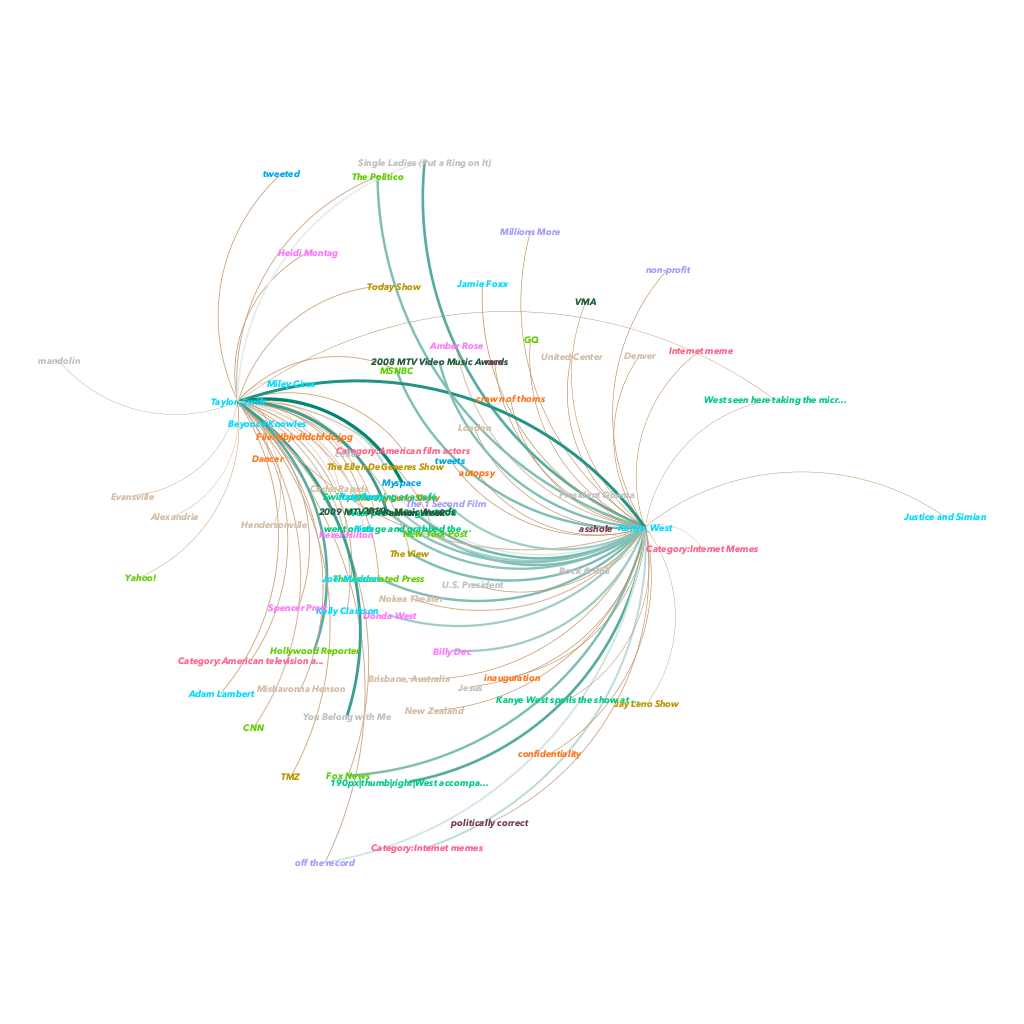 Single Ladies (Put a Ring on It)
tweeted
The Politico
Millions More
Heidi Montag
non-profit
Today Show
Jamie Foxx
VMA
GQ
Amber Rose
Internet meme
United Center
Denver
mandolin
2008 MTV Video Music Awards
MSNBC
Miley Cirus
crown of thorns
West seen here taking the micr...
Taylor Swift
Beyonce Knowles
London
Category:American film actors
Dancer
tweets
The Ellen DeGeneres Show
autopsy
Myspace
Cedar Rapids
President Obama
Evansville
The 1 Second Film
2009 MTV Video Music Awards
Alexandria
Justice and Simian
Hendersonville
went on stage and grabbed the...
asshole
Kanye West
Perez Hilton
New York Post
Category:Internet Memes
The View
Rock & Roll
Yahoo!
The Associated Press
U.S. President
Nokea Theater
Spencer Pratt
Kelly Clarkson
Donda West
Hollywood Reporter
Billy Dec
Category:American television a...
Brisbane, Australia
inauguration
Mishavonna Henson
Jesus
Adam Lambert
Kanye West spoils the show at ...
Jay Leno Show
New Zealand
You Belong with Me
CNN
confidentiality
TMZ
Fox News
190px|thumb|right|West accompa...
politically correct
Category:Internet memes
off the record